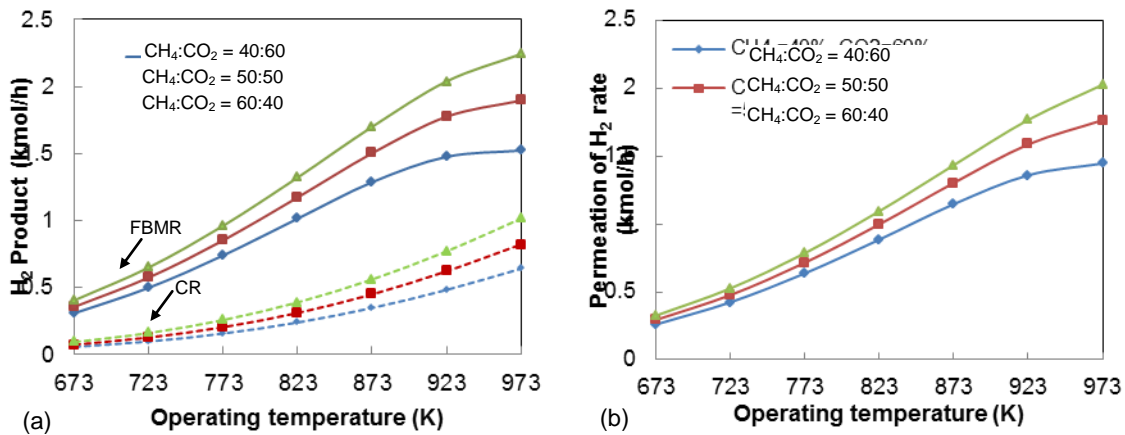 2.5
2
1.5
1
0.5
0
H₂ Product (kmol/h)
CH₄:CO₂ = 40:60
CH₄:CO₂ = 50:50
CH₄:CO₂ = 60:40
FBMR
CR
673 723 773 823 873 923 973
Operating temperature (K)
(a)
2.5
2
0.5
0
Permeation of H₂ rate
(kmol/h)
CH₄:CO₂ = 40:60
CH₄:CO₂ = 50:50
CH₄:CO₂ = 60:40
673 723 773 823 873 923 973
Operating temperature (K)
(b)